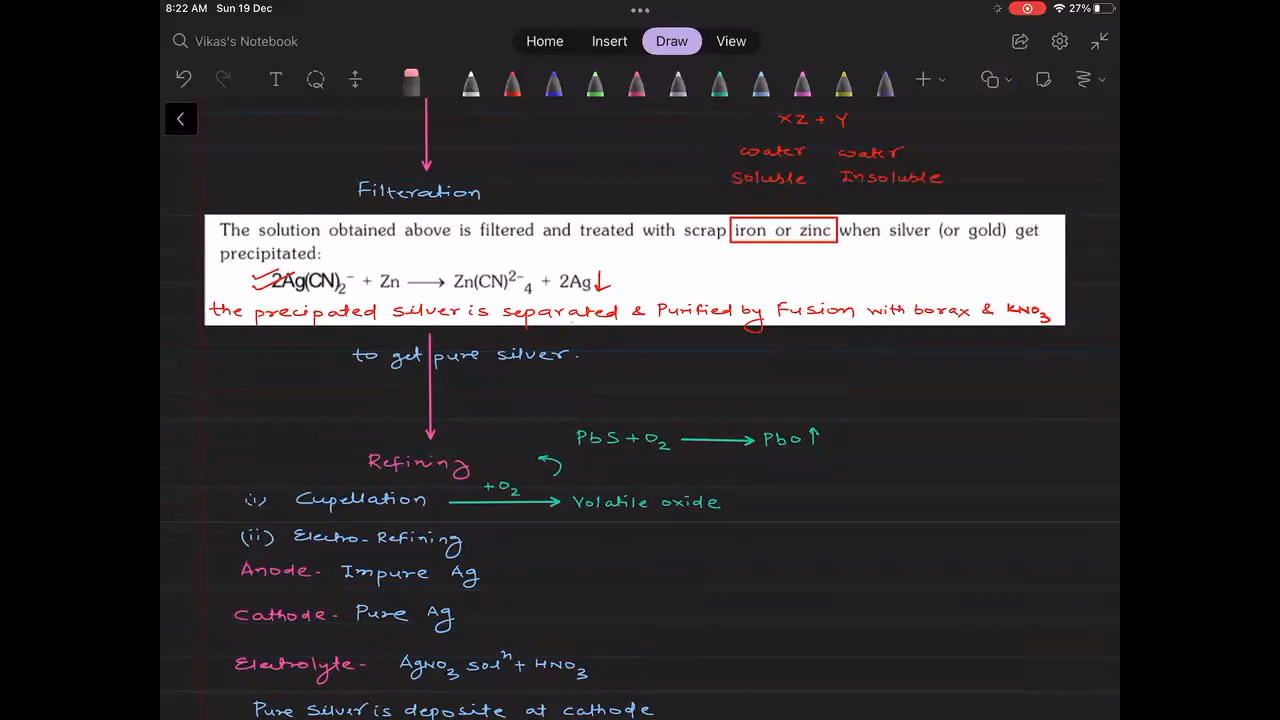 8:22 AM Sun 19 Dec
27%
Vikas's Notebook
Home Insert Draw View
XZ + Y
water water
Soluble Insoluble
Filteration
The solution obtained above is filtered and treated with scrap iron or zinc when silver (or gold) get
precipitated:
2Ag(CN)₂⁻ + Zn ⟶ Zn(CN)²⁻₄ + 2Ag↓
the precipated silver is separated & Purified by Fusion with borax & KNO₃
to get pure silver.
PbS + O₂ ⟶ PbO↑
Refining
(i) Cupellation +O₂ ⟶ Volatile oxide
(ii) Electro-Refining
Anode- Impure Ag
Cathode- Pure Ag
Electrolyte- AgNO₃ solⁿ + HNO₃
Pure Silver is deposite at cathode